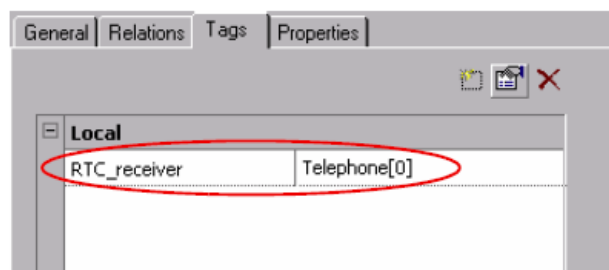 General Relations Tags Properties
Local
RTC_receiver Telephone[0]